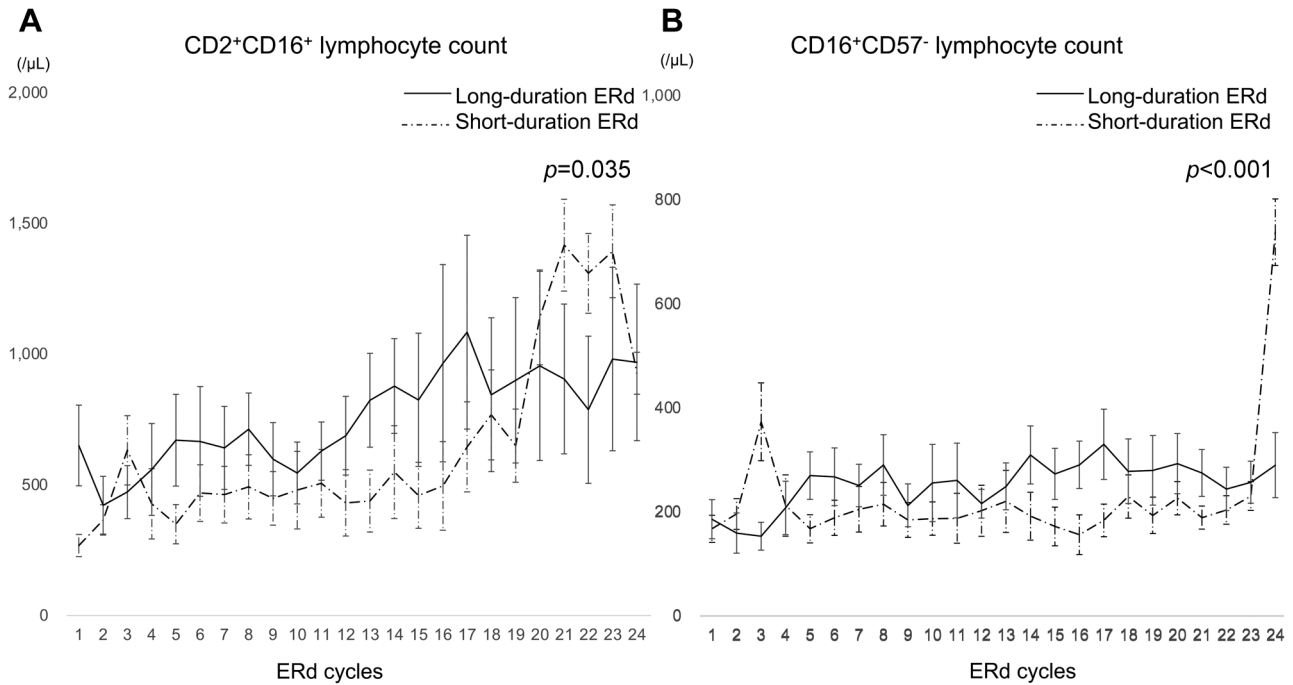 A
CD2⁺CD16⁺ lymphocyte count
(/μL)
2,000
1,500
1,000
500
0
Long-duration ERd
Short-duration ERd
p=0.035
1 2 3 4 5 6 7 8 9 10 11 12 13 14 15 16 17 18 19 20 21 22 23 24
ERd cycles
B
CD16⁺CD57⁻ lymphocyte count
(/μL)
1,000
800
600
400
200
0
Long-duration ERd
Short-duration ERd
p<0.001
1 2 3 4 5 6 7 8 9 10 11 12 13 14 15 16 17 18 19 20 21 22 23 24
ERd cycles